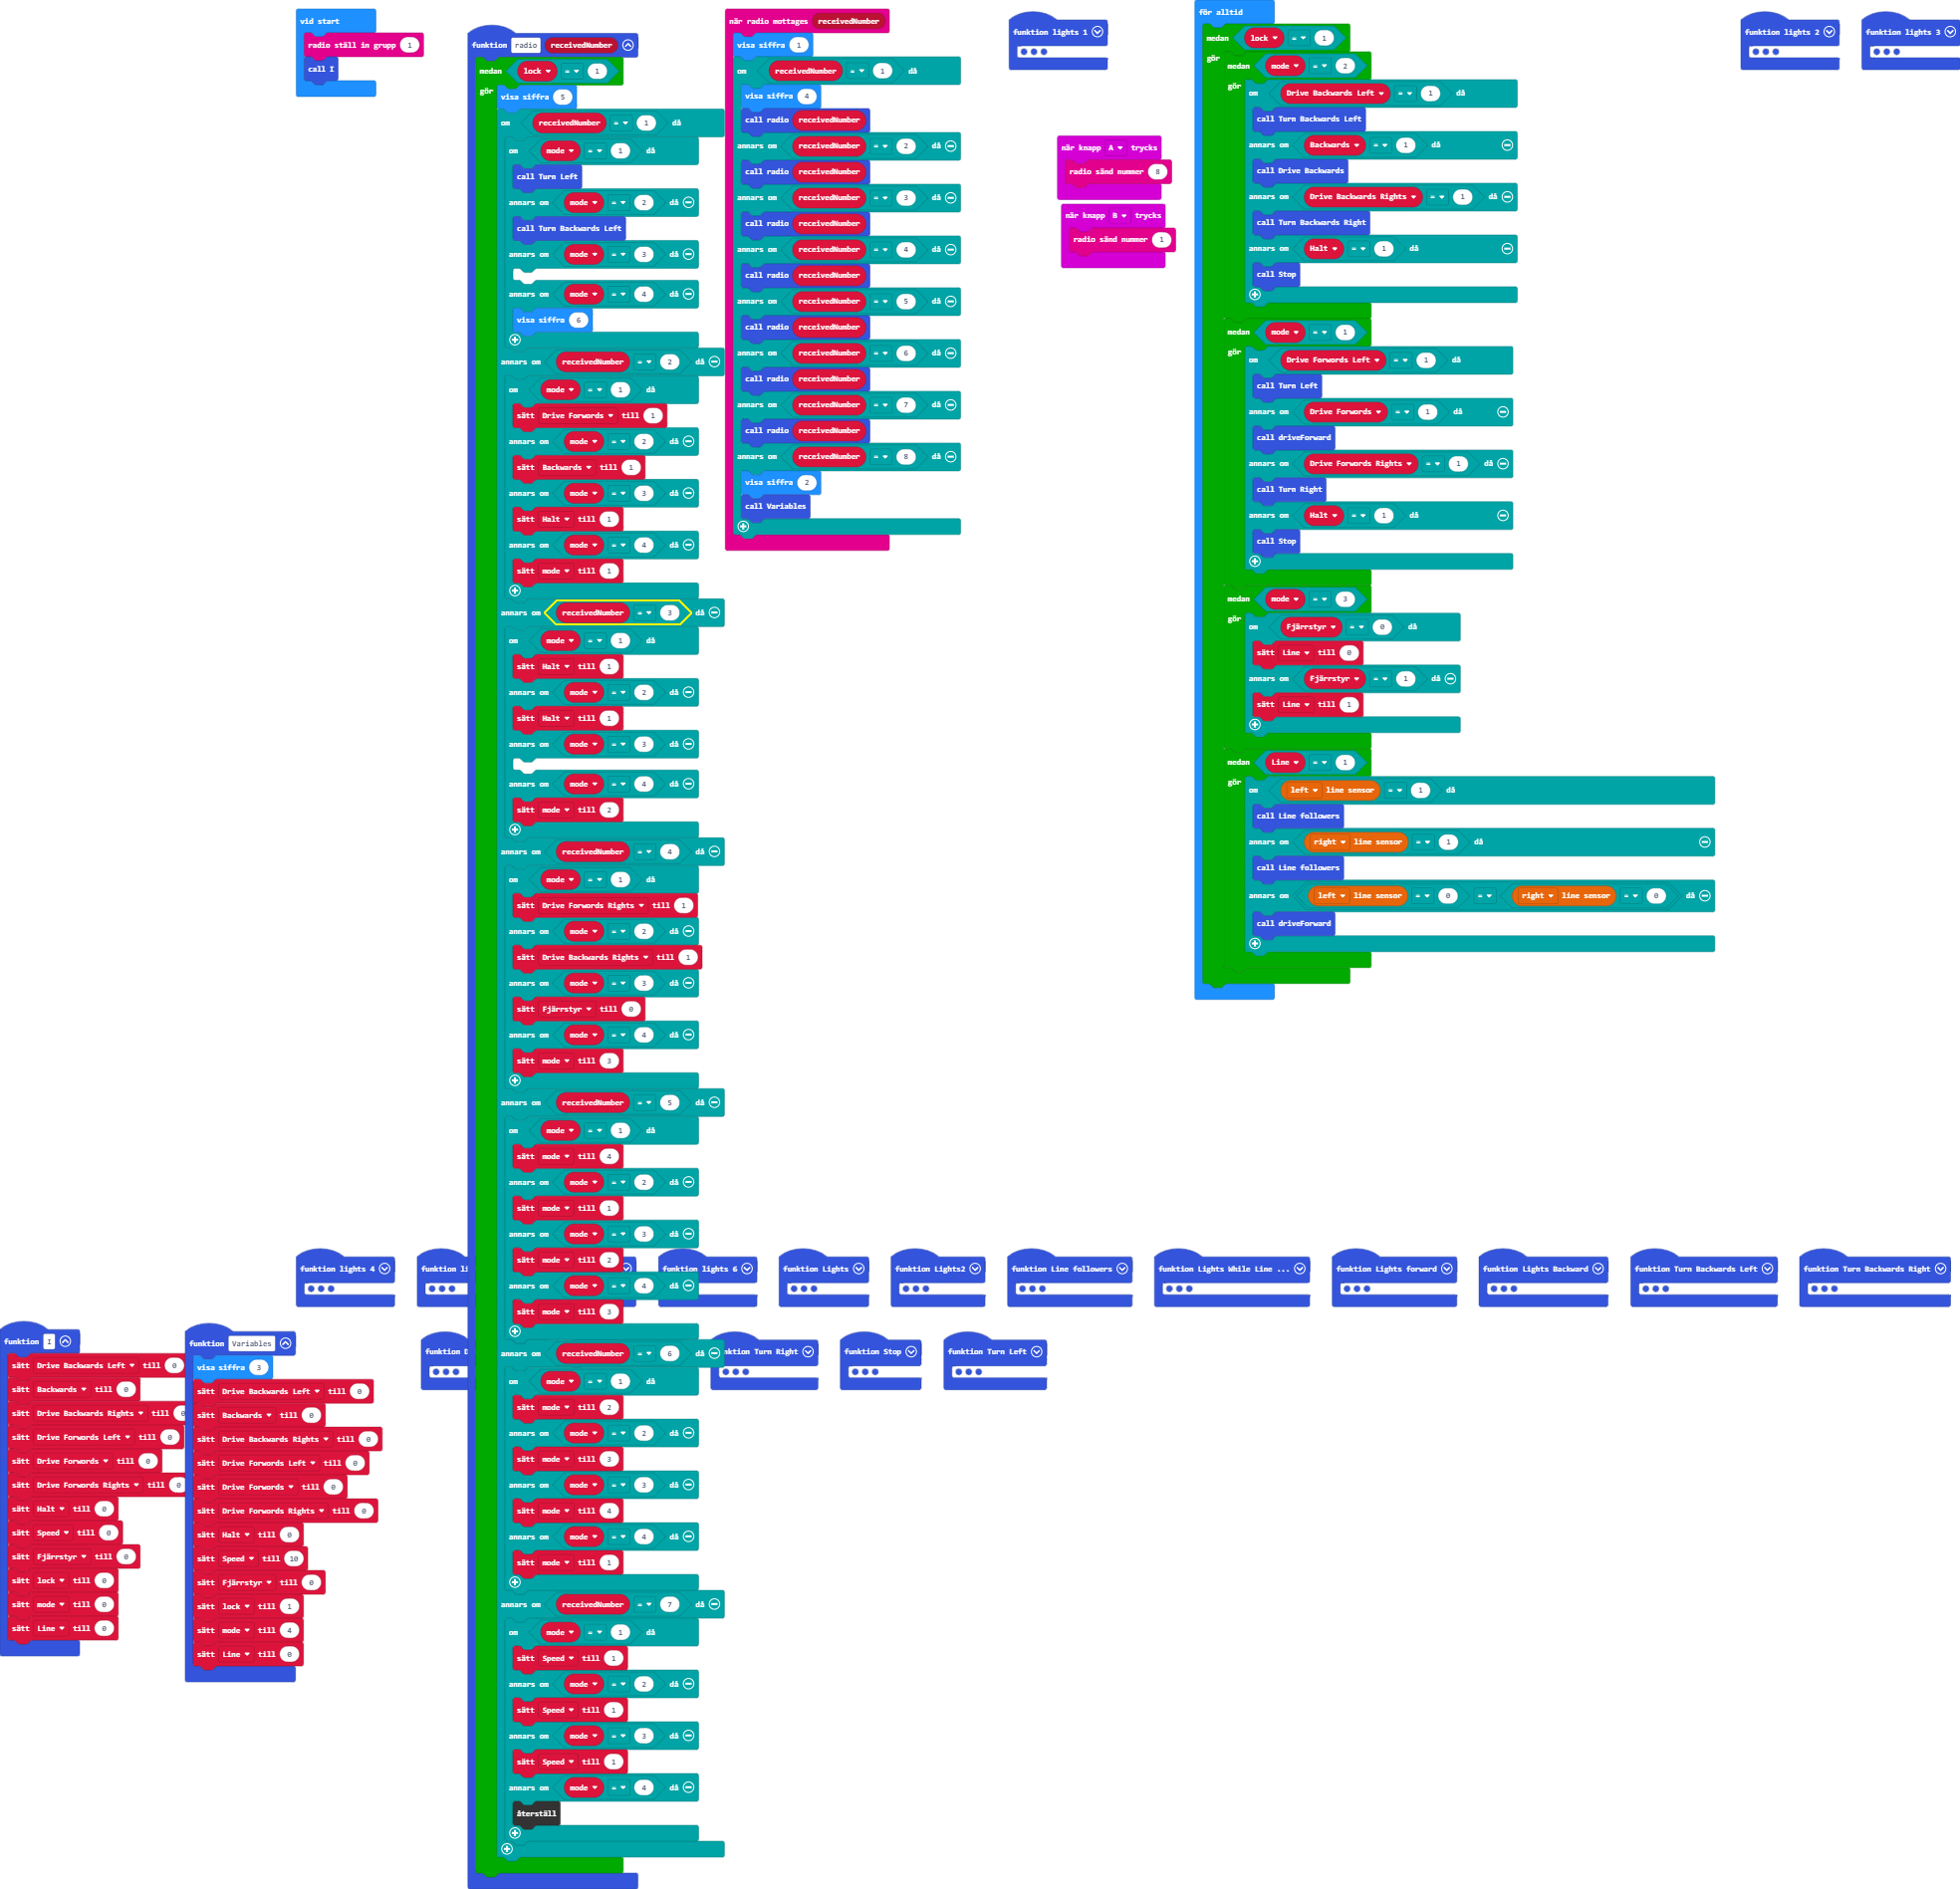 vid start
radio ställ in grupp 1
call I
funktion radio receivedNumber
medan lock = 1
gör visa siffra 5
om receivedNumber = 1 då
om mode = 1 då
call Turn Left
annars om mode = 2 då
call Turn Backwards Left
annars om mode = 3 då
annars om mode = 4 då
visa siffra 6
annars om receivedNumber = 2 då
om mode = 1 då
sätt Drive Forwords till 1
annars om mode = 2 då
sätt Backwards till 1
annars om mode = 3 då
sätt Halt till 1
annars om mode = 4 då
sätt mode till 1
annars om receivedNumber = 3 då
om mode = 1 då
sätt Halt till 1
annars om mode = 2 då
sätt Halt till 1
annars om mode = 3 då
annars om mode = 4 då
sätt mode till 2
annars om receivedNumber = 4 då
om mode = 1 då
sätt Drive Forwords Rights till 1
annars om mode = 2 då
sätt Drive Backwards Rights till 1
annars om mode = 3 då
sätt Fjärrstyr till 0
annars om mode = 4 då
sätt mode till 3
annars om receivedNumber = 5 då
om mode = 1 då
sätt mode till 4
annars om mode = 2 då
sätt mode till 1
annars om mode = 3 då
sätt mode till 2
annars om mode = 4 då
sätt mode till 3
annars om receivedNumber = 6 då
om mode = 1 då
sätt mode till 2
annars om mode = 2 då
sätt mode till 3
annars om mode = 3 då
sätt mode till 4
annars om mode = 4 då
sätt mode till 1
annars om receivedNumber = 7 då
om mode = 1 då
sätt Speed till 1
annars om mode = 2 då
sätt Speed till 1
annars om mode = 3 då
sätt Speed till 1
annars om mode = 4 då
återställ
när radio mottages receivedNumber
visa siffra 1
om receivedNumber = 1 då
visa siffra 4
call radio receivedNumber
annars om receivedNumber = 2 då
call radio receivedNumber
annars om receivedNumber = 3 då
call radio receivedNumber
annars om receivedNumber = 4 då
call radio receivedNumber
annars om receivedNumber = 5 då
call radio receivedNumber
annars om receivedNumber = 6 då
call radio receivedNumber
annars om receivedNumber = 7 då
call radio receivedNumber
annars om receivedNumber = 8 då
visa siffra 2
call Variables
funktion lights 1
när knapp A trycks
radio sänd nummer 8
när knapp B trycks
radio sänd nummer 1
för alltid
medan lock = 1
gör medan mode = 2
gör om Drive Backwards Left = 1 då
call Turn Backwards Left
annars om Backwards = 1 då
call Drive Backwards
annars om Drive Backwards Rights = 1 då
call Turn Backwards Right
annars om Halt = 1 då
call Stop
medan mode = 1
gör om Drive Forwords Left = 1 då
call Turn Left
annars om Drive Forwords = 1 då
call driveForward
annars om Drive Forwords Rights = 1 då
call Turn Right
annars om Halt = 1 då
call Stop
medan mode = 3
gör om Fjärrstyr = 0 då
sätt Line till 0
annars om Fjärrstyr = 1 då
sätt Line till 1
medan Line = 1
gör om left line sensor = 1 då
call Line followers
annars om right line sensor = 1 då
call Line followers
annars om left line sensor = 0 = right line sensor = 0 då
call driveForward
funktion lights 2
funktion lights 3
funktion lights 4
funktion li
funktion lights 6
funktion Lights
funktion Lights2
funktion Line followers
funktion Lights While Line ...
funktion Lights forward
funktion Lights Backward
funktion Turn Backwards Left
funktion Turn Backwards Right
funktion I
sätt Drive Backwards Left till 0
sätt Backwards till 0
sätt Drive Backwards Rights till 0
sätt Drive Forwords Left till 0
sätt Drive Forwords till 0
sätt Drive Forwords Rights till 0
sätt Halt till 0
sätt Speed till 0
sätt Fjärrstyr till 0
sätt lock till 0
sätt mode till 0
sätt Line till 0
funktion Variables
visa siffra 3
sätt Drive Backwards Left till 0
sätt Backwards till 0
sätt Drive Backwards Rights till 0
sätt Drive Forwords Left till 0
sätt Drive Forwords till 0
sätt Drive Forwords Rights till 0
sätt Halt till 0
sätt Speed till 10
sätt Fjärrstyr till 0
sätt lock till 1
sätt mode till 4
sätt Line till 0
funktion D
nktion Turn Right
funktion Stop
funktion Turn Left